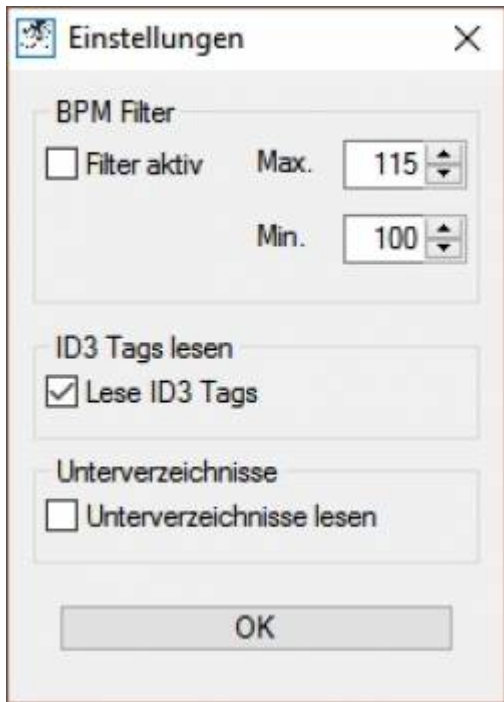 Einstellungen
BPM Filter
Filter aktiv Max. 115
Min. 100
ID3 Tags lesen
Lese ID3 Tags
Unterverzeichnisse
Unterverzeichnisse lesen
OK